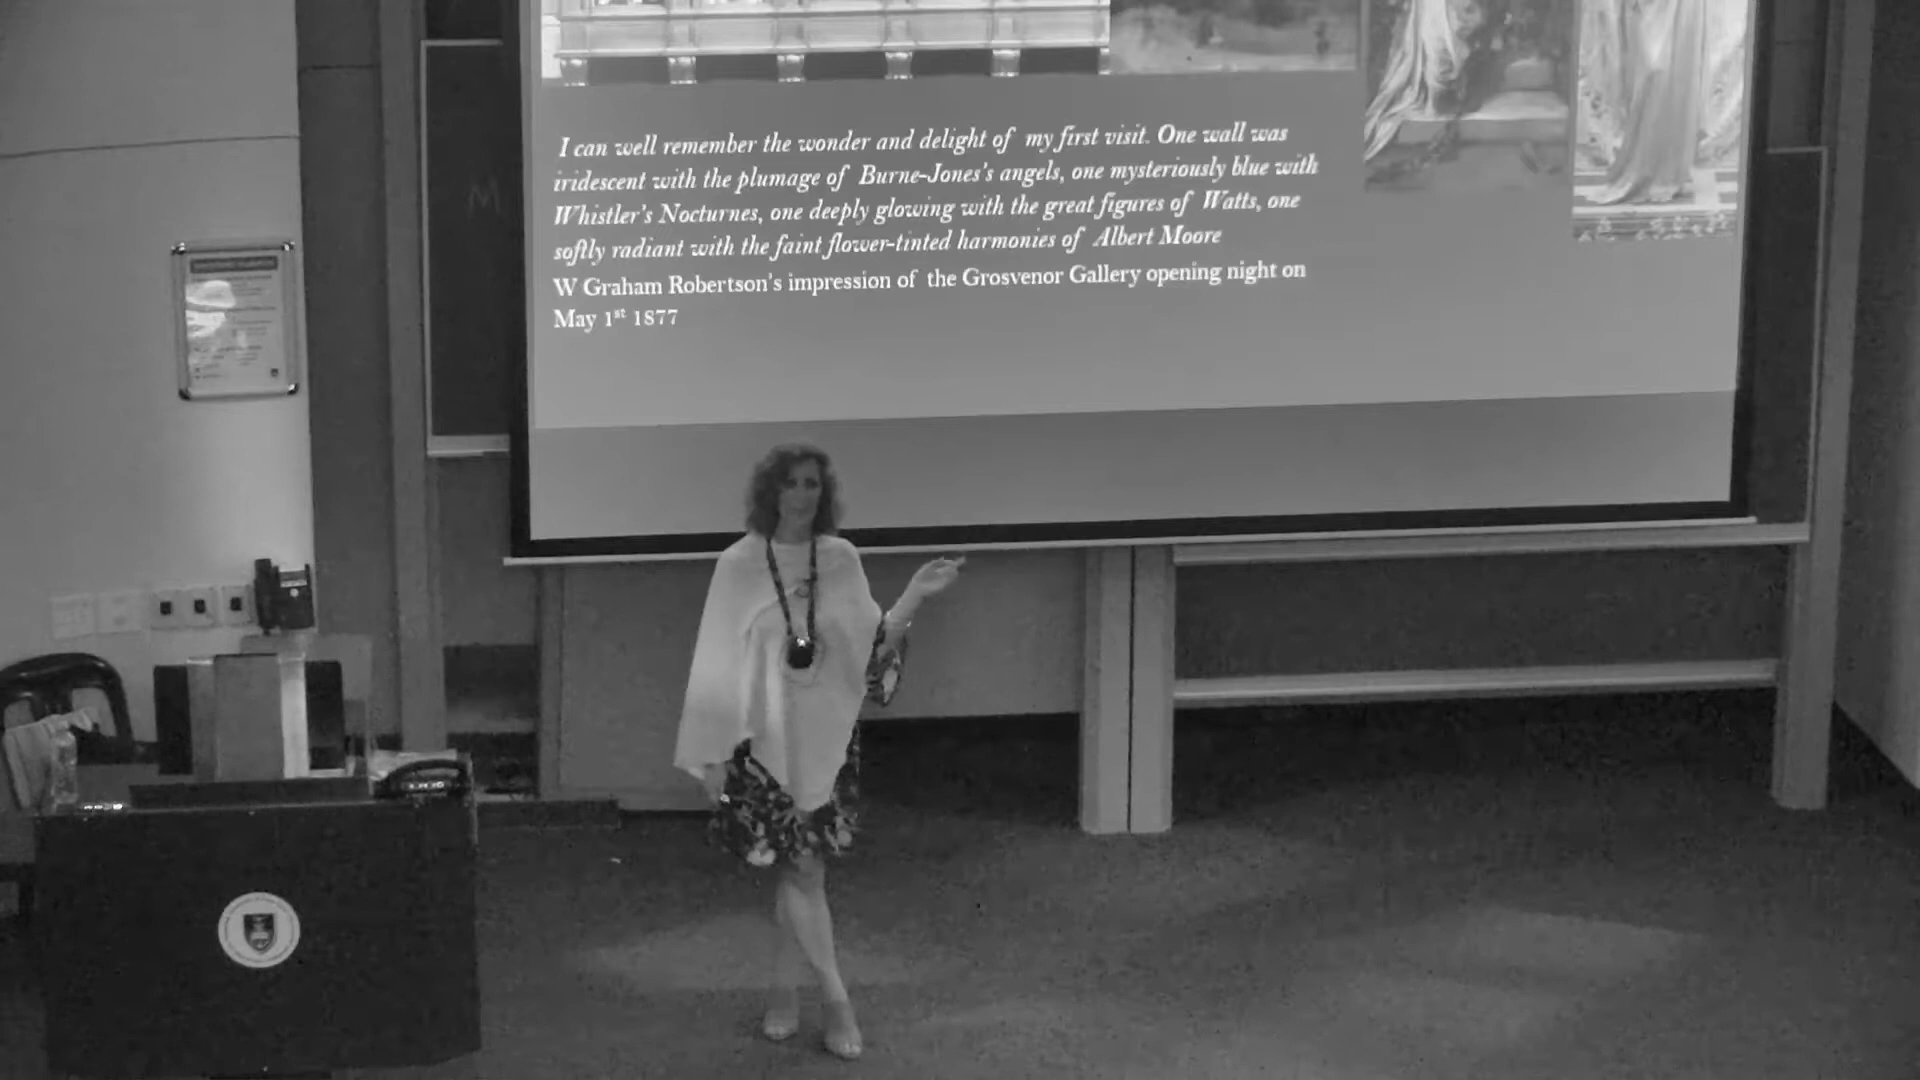 I can well remember the wonder and delight of my first visit. One wall was
iridescent with the plumage of Burne-Jones's angels, one mysteriously blue with
Whistler's Nocturnes, one deeply glowing with the great figures of Watts, one
softly radiant with the faint flower-tinted harmonies of Albert Moore
W Graham Robertson's impression of the Grosvenor Gallery opening night on
May 1st 1877